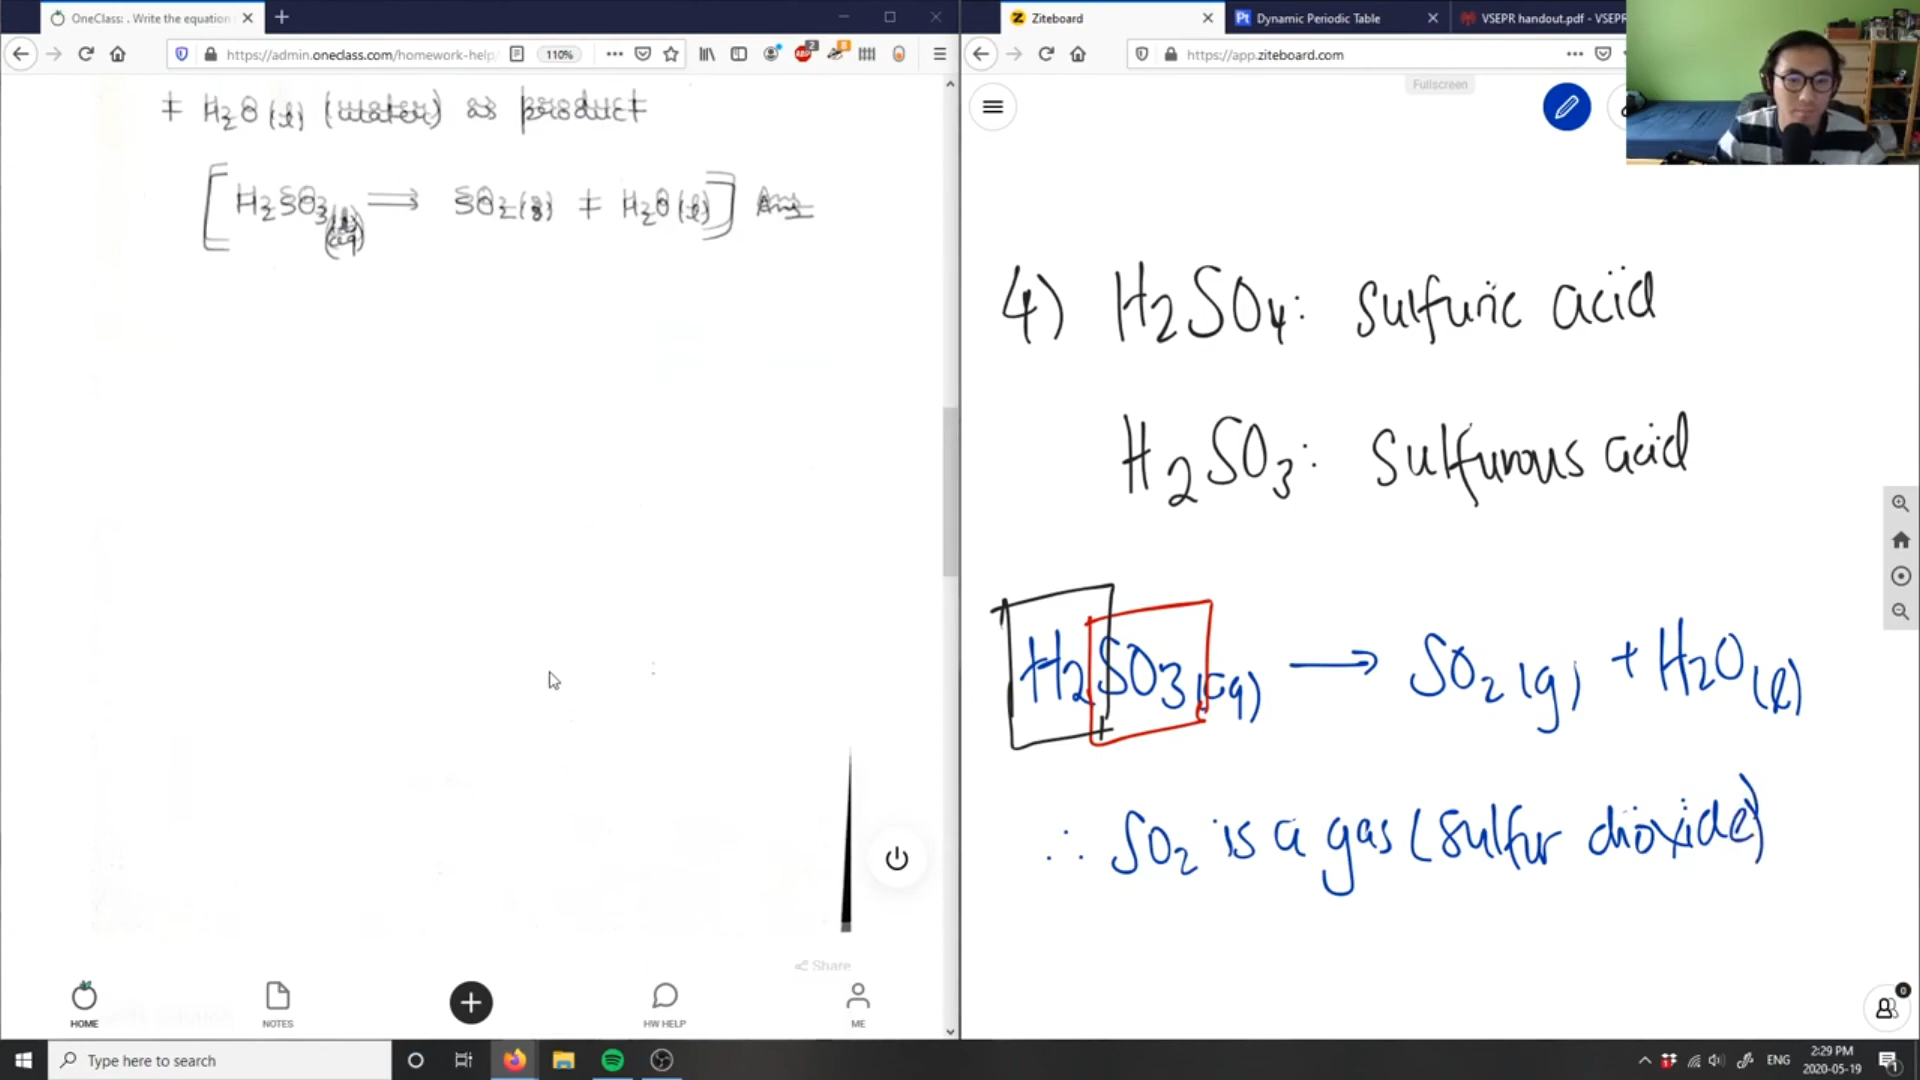 OneClass: . Write the equation
https://admin.oneclass.com/homework-help/
110%
+ H2O(l) (water) as product
[H2SO3(aq) ⟹ SO2(g) + H2O(l)] Ans
Share
HOME
NOTES
HW HELP
ME
Ziteboard
Dynamic Periodic Table
VSEPR handout.pdf - VSEPR
https://app.ziteboard.com
Fullscreen
4) H2SO4: sulfuric acid
H2SO3: sulfurous acid
H2SO3(aq) → SO2(g) + H2O(l)
∴ SO2 is a gas (sulfur dioxide)
0
Type here to search
ENG
2:29 PM
2020-05-19
1